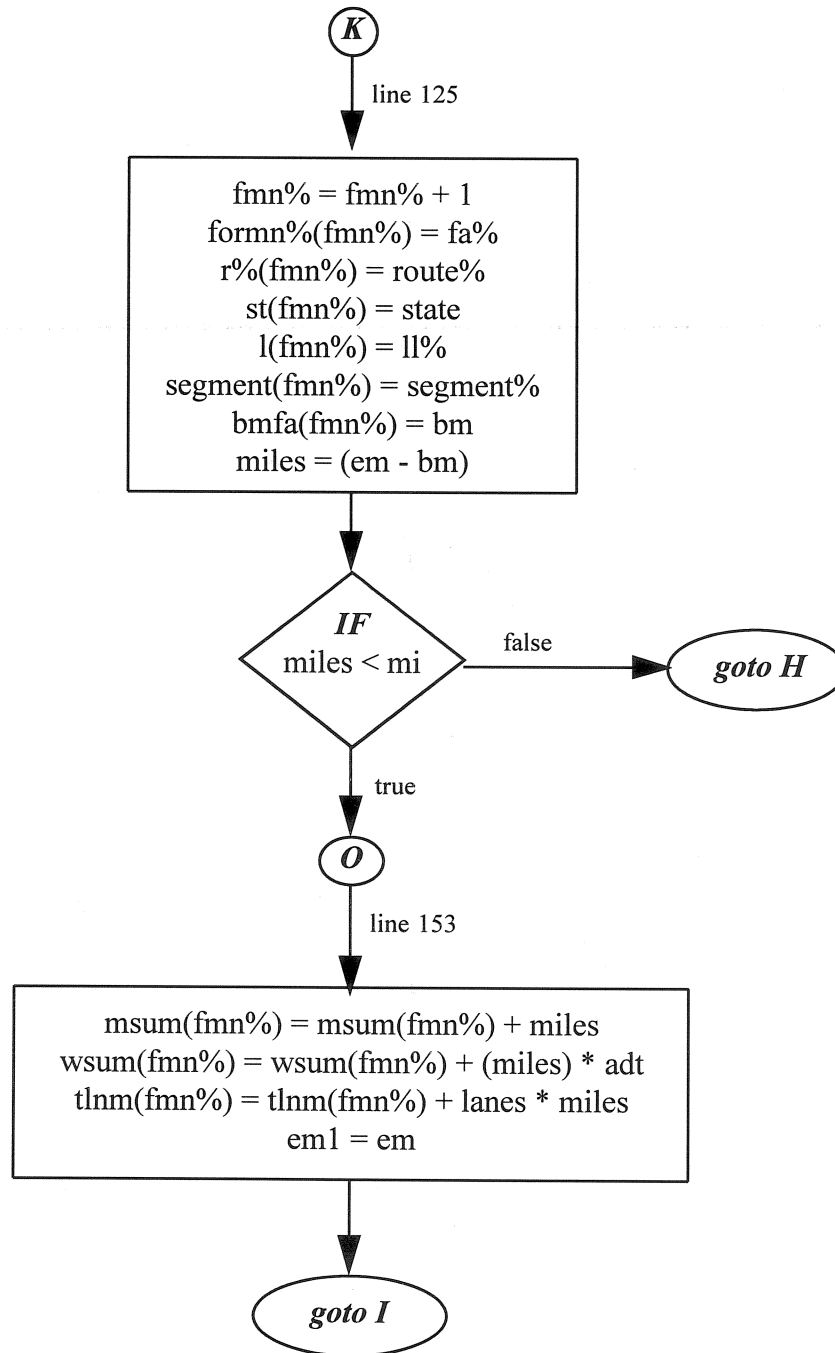 K
line 125
fmn% = fmn% + 1
formn%(fmn%) = fa%
r%(fmn%) = route%
st(fmn%) = state
l(fmn%) = ll%
segment(fmn%) = segment%
bmfa(fmn%) = bm
miles = (em - bm)
IF
miles < mi
false
goto H
true
O
line 153
msum(fmn%) = msum(fmn%) + miles
wsum(fmn%) = wsum(fmn%) + (miles) * adt
tlnm(fmn%) = tlnm(fmn%) + lanes * miles
em1 = em
goto I